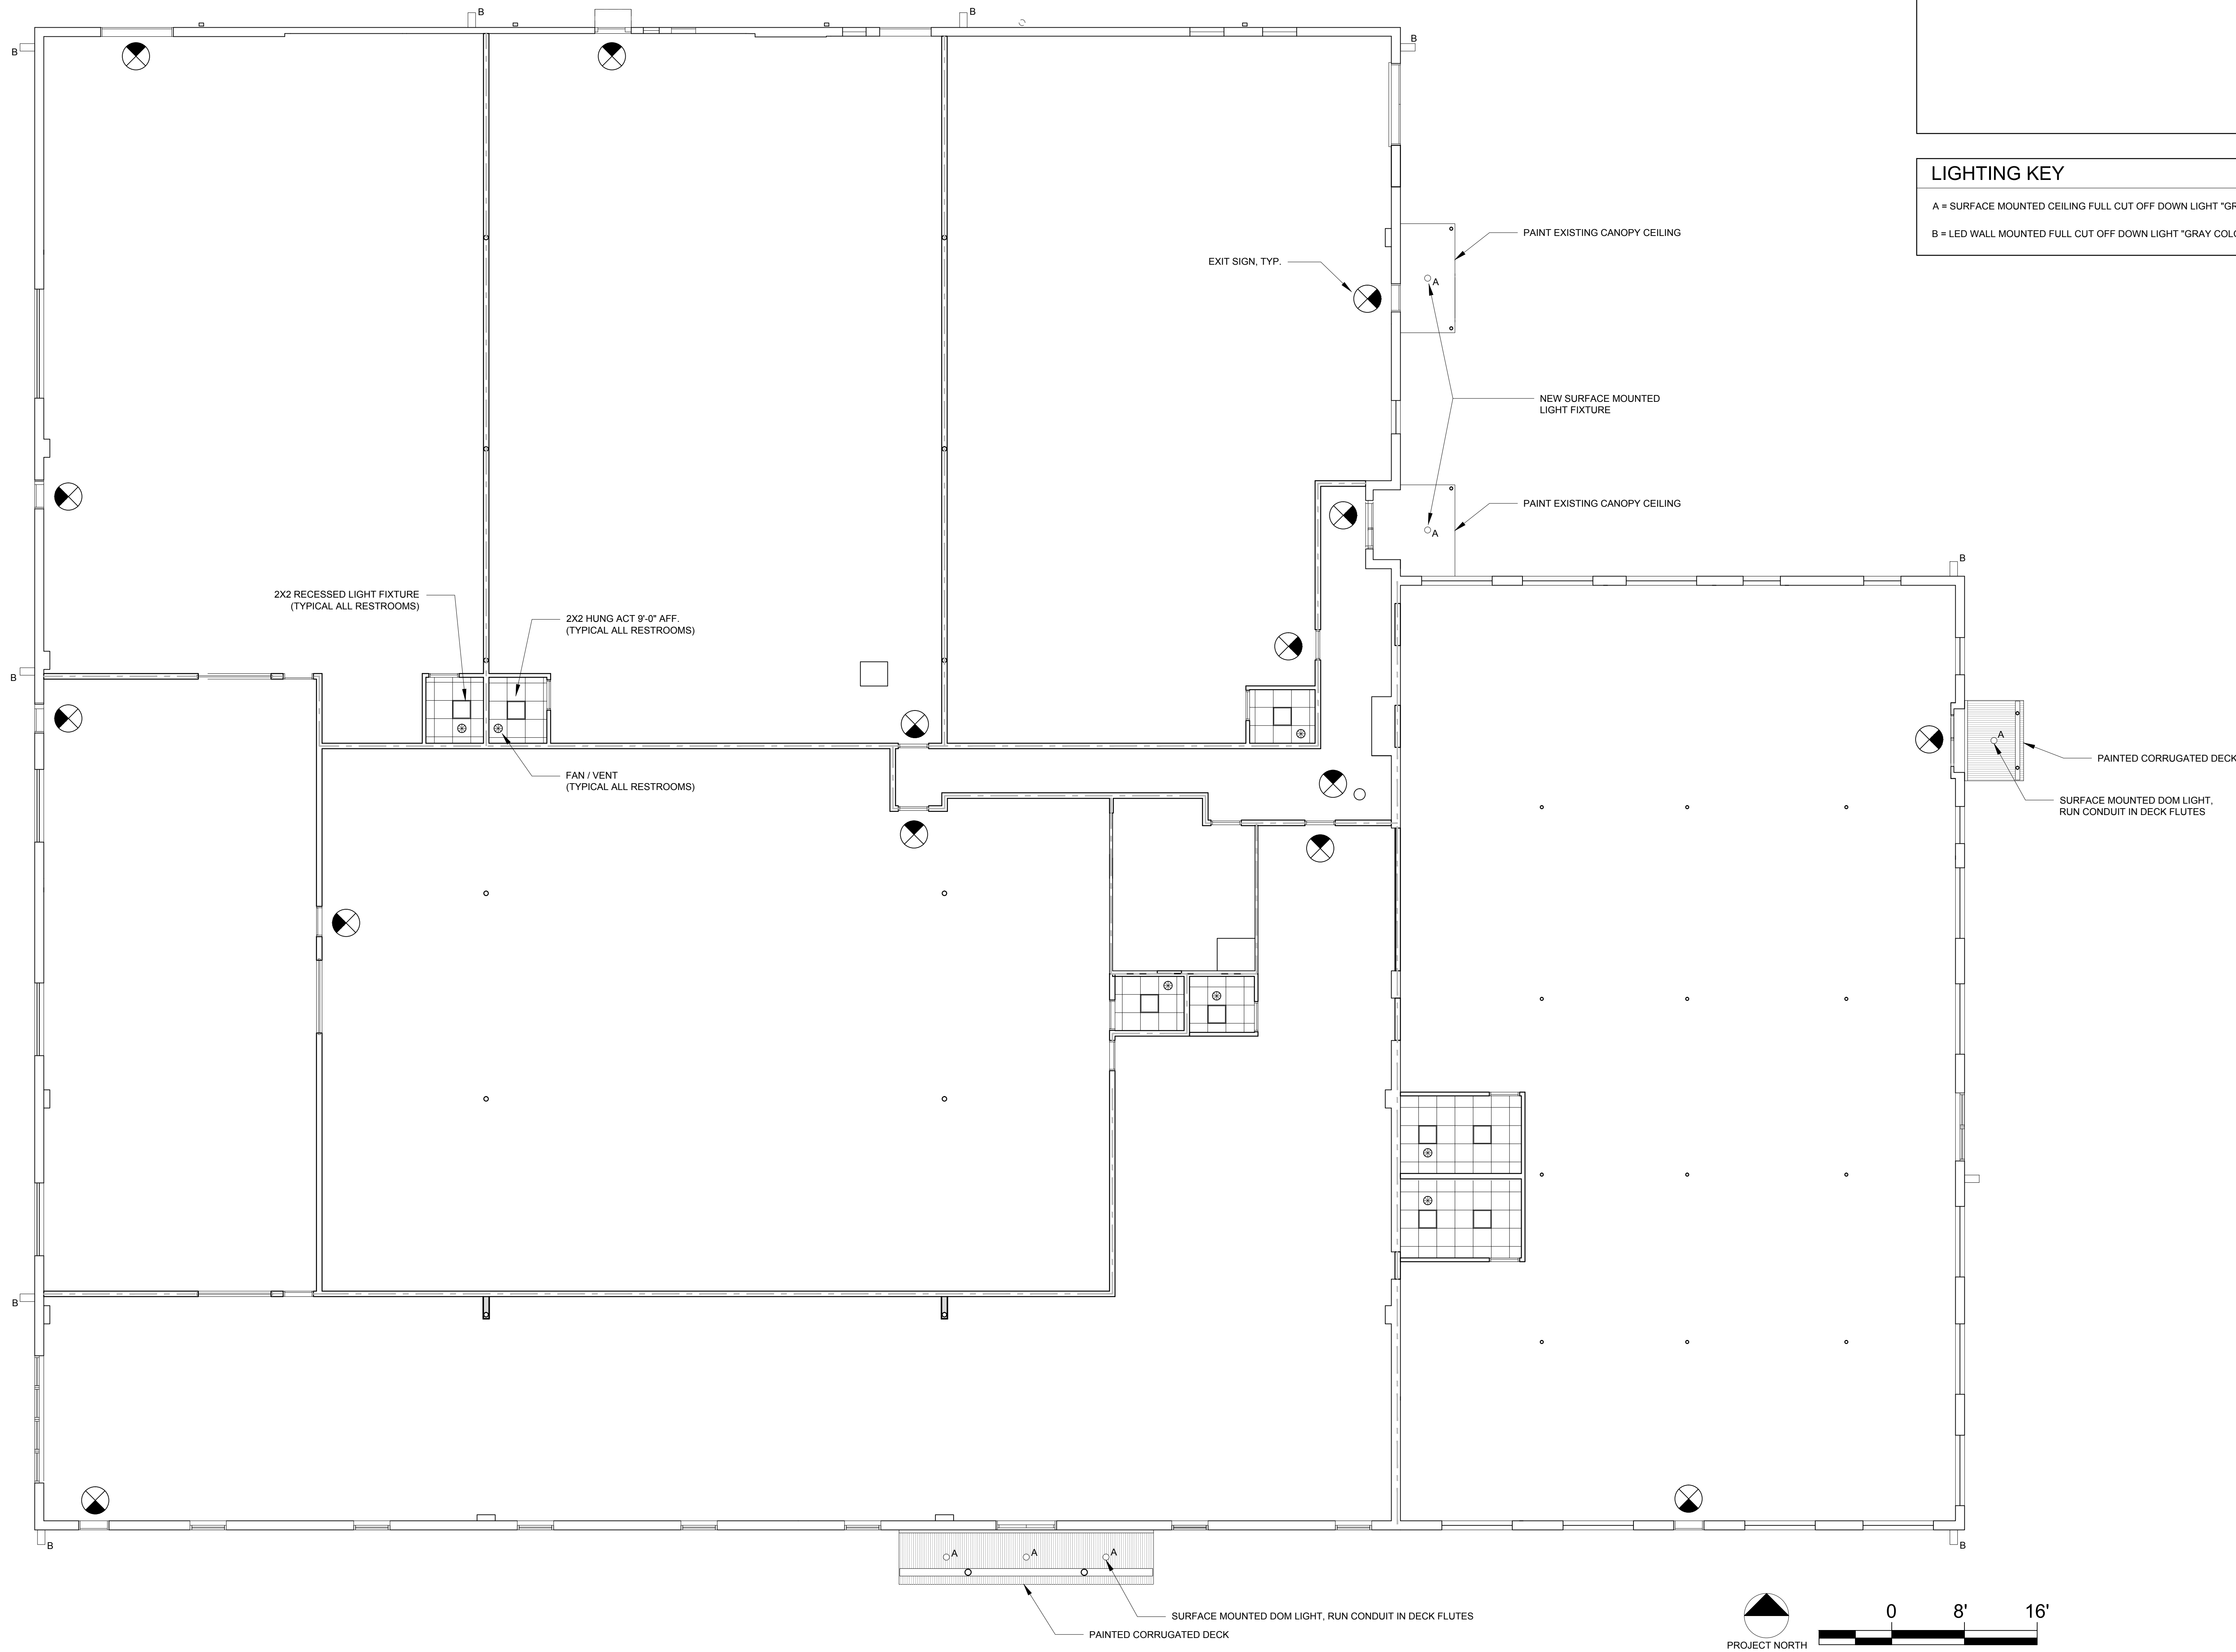 B
B
B
B
LIGHTING KEY
A = SURFACE MOUNTED CEILING FULL CUT OFF DOWN LIGHT "GR
B = LED WALL MOUNTED FULL CUT OFF DOWN LIGHT "GRAY COL
PAINT EXISTING CANOPY CEILING
EXIT SIGN, TYP.
A
NEW SURFACE MOUNTED
LIGHT FIXTURE
PAINT EXISTING CANOPY CEILING
A
B
2X2 RECESSED LIGHT FIXTURE
(TYPICAL ALL RESTROOMS)
2X2 HUNG ACT 9'-0" AFF.
(TYPICAL ALL RESTROOMS)
B
A
PAINTED CORRUGATED DECK
FAN / VENT
(TYPICAL ALL RESTROOMS)
SURFACE MOUNTED DOM LIGHT,
RUN CONDUIT IN DECK FLUTES
B
B
B
A
A
A
SURFACE MOUNTED DOM LIGHT, RUN CONDUIT IN DECK FLUTES
PAINTED CORRUGATED DECK
0 8' 16'
PROJECT NORTH